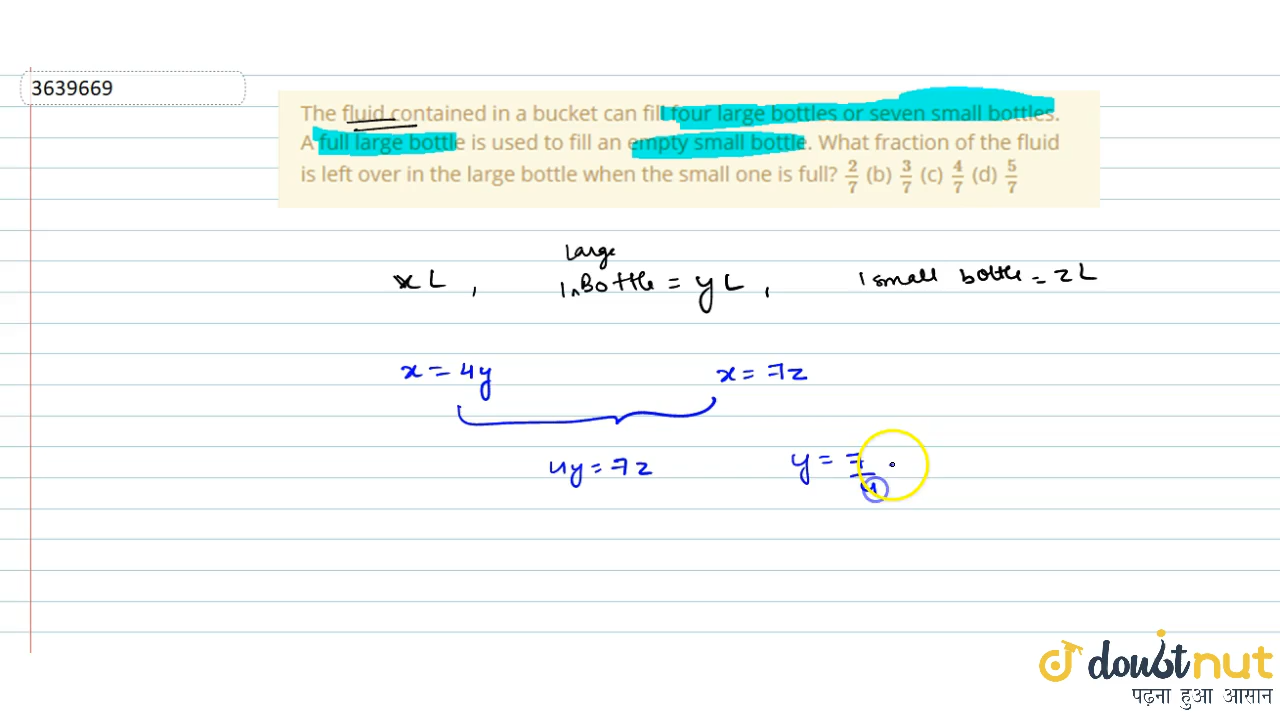 3639669
The fluid contained in a bucket can fill four large bottles or seven small bottles.
A full large bottle is used to fill an empty small bottle. What fraction of the fluid
is left over in the large bottle when the small one is full? 2/7 (b) 3/7 (c) 4/7 (d) 5/7
large
x L , 1 Bottle = y L , 1 small bottle = z L
x = 4y x = 7z
4y = 7z y = 7/4
doubtnut
पढ़ना हुआ आसान